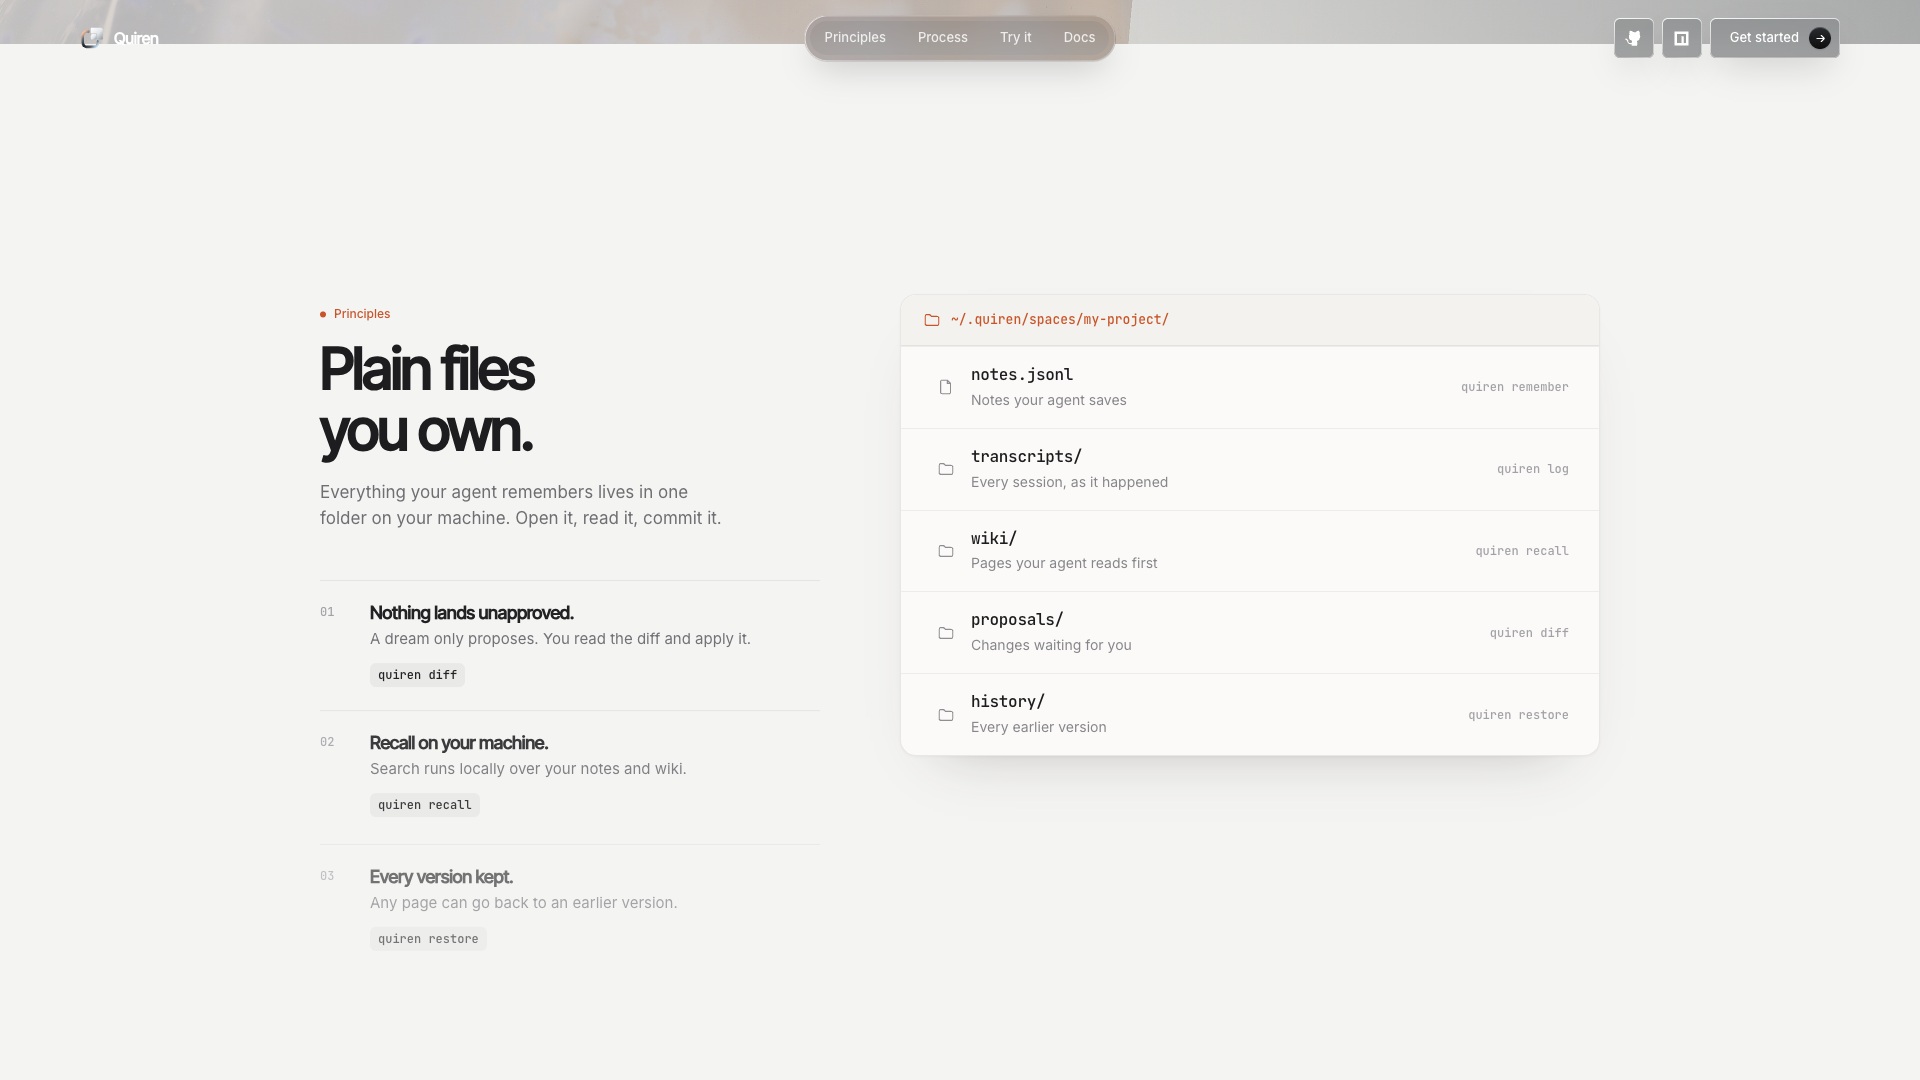 Quiren
Principles
Process
Try it
Docs
Get started
Principles
Plain files
you own.
Everything your agent remembers lives in one
folder on your machine. Open it, read it, commit it.
01
Nothing lands unapproved.
A dream only proposes. You read the diff and apply it.
quiren diff
02
Recall on your machine.
Search runs locally over your notes and wiki.
quiren recall
03
Every version kept.
Any page can go back to an earlier version.
quiren restore
~/.quiren/spaces/my-project/
notes.jsonl
Notes your agent saves
quiren remember
transcripts/
Every session, as it happened
quiren log
wiki/
Pages your agent reads first
quiren recall
proposals/
Changes waiting for you
quiren diff
history/
Every earlier version
quiren restore